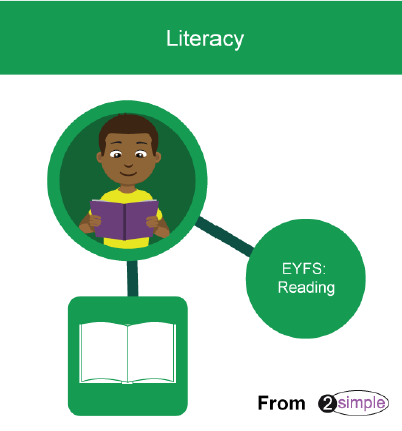 Literacy
EYFS:
Reading
From 2simple